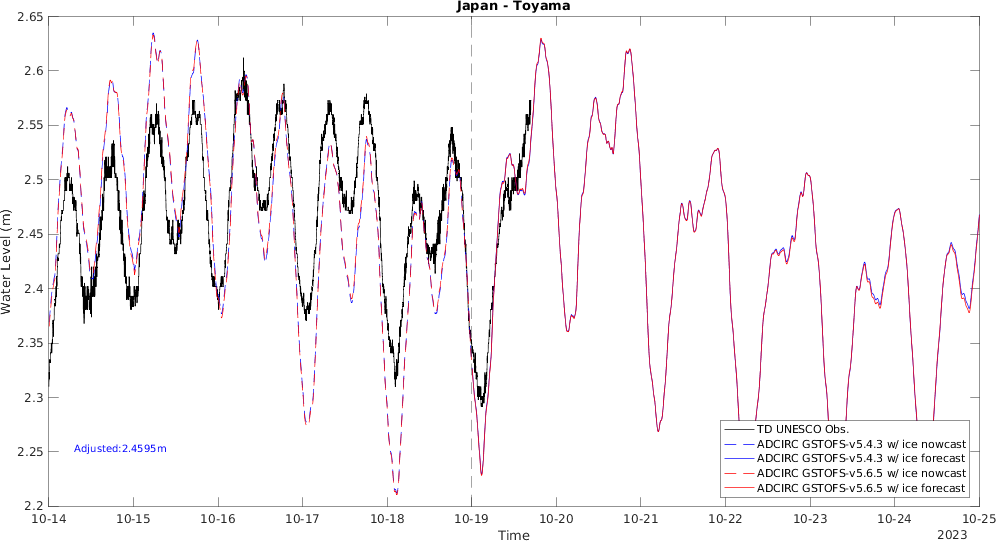 Japan - Toyama
2.65
2.6
2.55
2.5
2.45
2.4
2.35
2.3
2.25
2.2
Water Level (m)
Adjusted:2.4595m
TD UNESCO Obs.
ADCIRC GSTOFS-v5.4.3 w/ ice nowcast
ADCIRC GSTOFS-v5.4.3 w/ ice forecast
ADCIRC GSTOFS-v5.6.5 w/ ice nowcast
ADCIRC GSTOFS-v5.6.5 w/ ice forecast
10-14 10-15 10-16 10-17 10-18 10-19 10-20 10-21 10-22 10-23 10-24 10-25
Time
2023